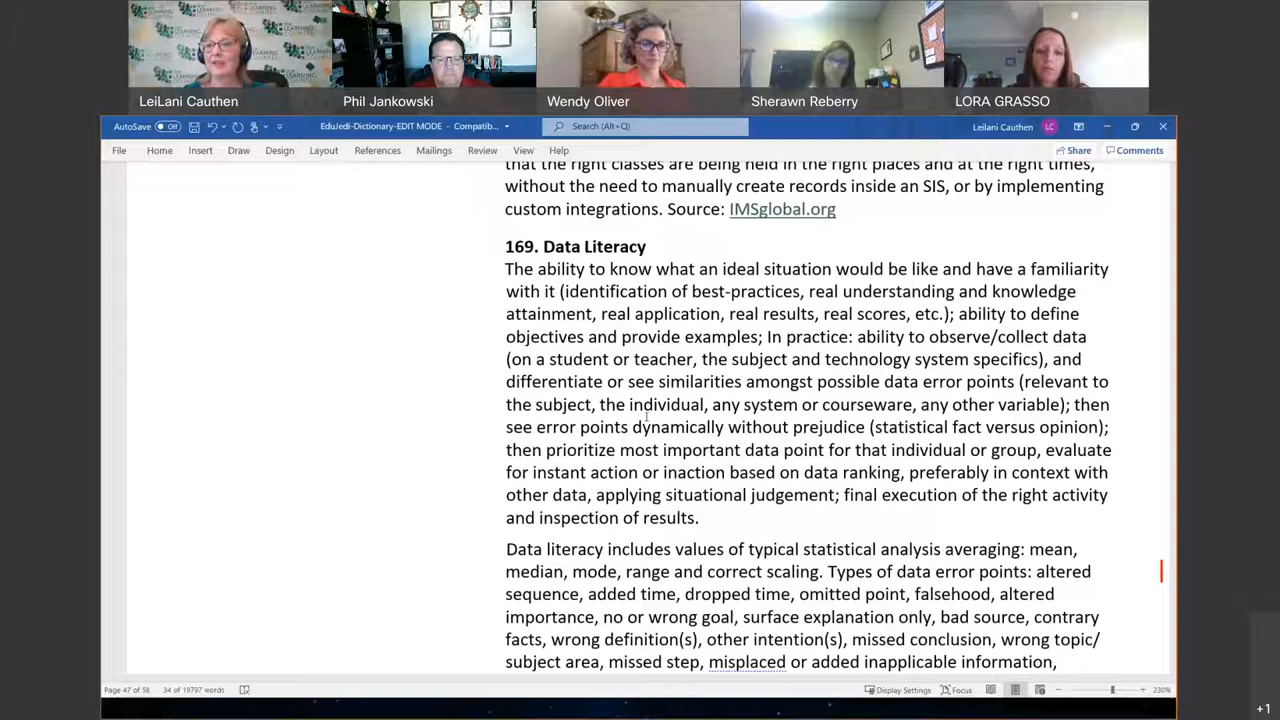 LeiLani Cauthen
Phil Jankowski
Wendy Oliver
Sherawn Reberry
LORA GRASSO
AutoSave Off
EduJedi-Dictionary-EDIT MODE - Compatib...
Search (Alt+Q)
Leilani Cauthen
LC
File Home Insert Draw Design Layout References Mailings Review View Help
Share
Comments
that the right classes are being held in the right places and at the right times,
without the need to manually create records inside an SIS, or by implementing
custom integrations. Source: IMSglobal.org
169. Data Literacy
The ability to know what an ideal situation would be like and have a familiarity
with it (identification of best-practices, real understanding and knowledge
attainment, real application, real results, real scores, etc.); ability to define
objectives and provide examples; In practice: ability to observe/collect data
(on a student or teacher, the subject and technology system specifics), and
differentiate or see similarities amongst possible data error points (relevant to
the subject, the individual, any system or courseware, any other variable); then
see error points dynamically without prejudice (statistical fact versus opinion);
then prioritize most important data point for that individual or group, evaluate
for instant action or inaction based on data ranking, preferably in context with
other data, applying situational judgement; final execution of the right activity
and inspection of results.
Data literacy includes values of typical statistical analysis averaging: mean,
median, mode, range and correct scaling. Types of data error points: altered
sequence, added time, dropped time, omitted point, falsehood, altered
importance, no or wrong goal, surface explanation only, bad source, contrary
facts, wrong definition(s), other intention(s), missed conclusion, wrong topic/
subject area, missed step, misplaced or added inapplicable information,
Page 47 of 58 34 of 19797 words
Display Settings
Focus
230%
+1